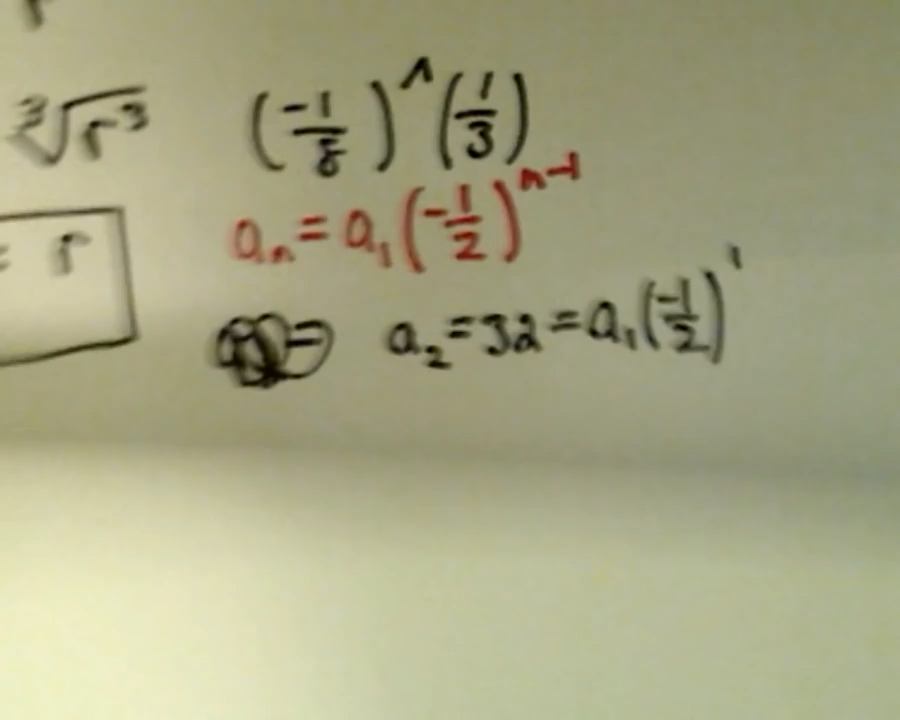 ∛r³ (-1/8)^(1/3)
= r
aₙ = a₁(-1/2)ⁿ⁻¹
a₂ = 32 = a₁(-1/2)¹